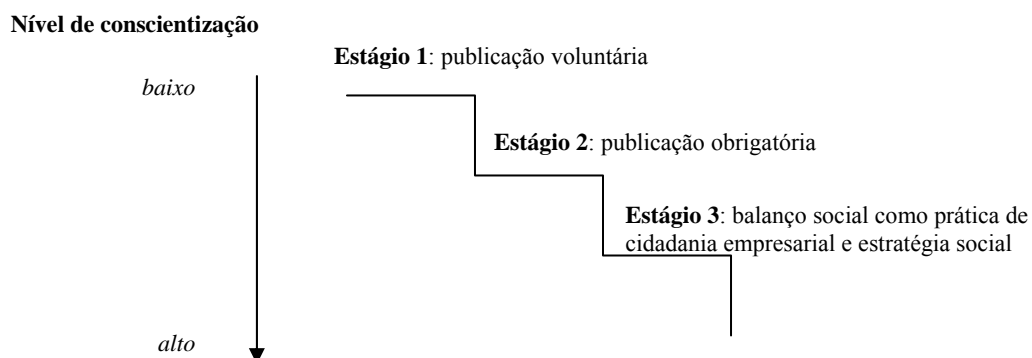 Nível de conscientização
Estágio 1: publicação voluntária
baixo
Estágio 2: publicação obrigatória
Estágio 3: balanço social como prática de
cidadania empresarial e estratégia social
alto